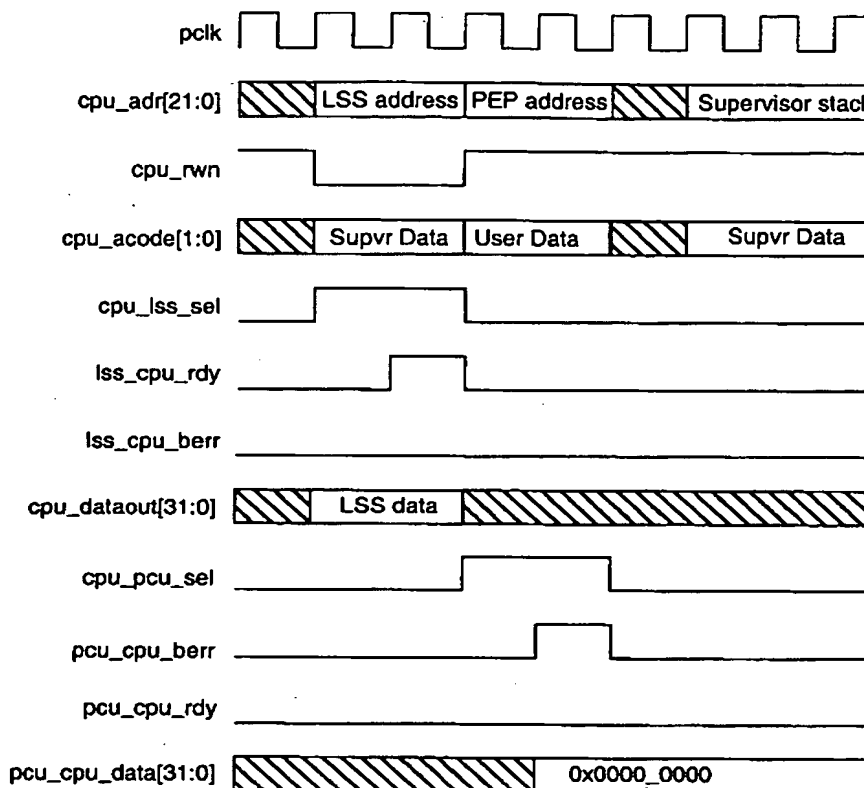 pclk
cpu_adr[21:0] LSS address PEP address Supervisor stack
cpu_rwn
cpu_acode[1:0] Supvr Data User Data Supvr Data
cpu_lss_sel
lss_cpu_rdy
lss_cpu_berr
cpu_dataout[31:0] LSS data
cpu_pcu_sel
pcu_cpu_berr
pcu_cpu_rdy
pcu_cpu_data[31:0] 0x0000_0000